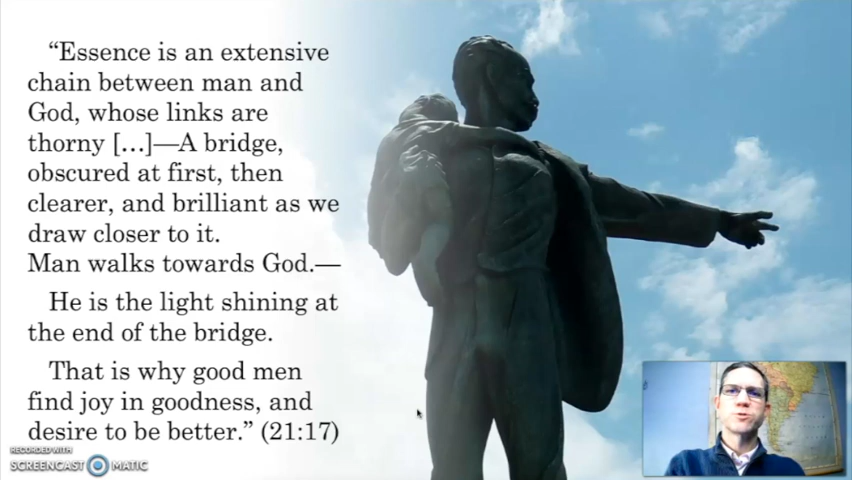 “Essence is an extensive
chain between man and
God, whose links are
thorny […]—A bridge,
obscured at first, then
clearer, and brilliant as we
draw closer to it.
Man walks towards God.—
He is the light shining at
the end of the bridge.
That is why good men
find joy in goodness, and
desire to be better.” (21:17)
RECORDED WITH
SCREENCAST MATIC